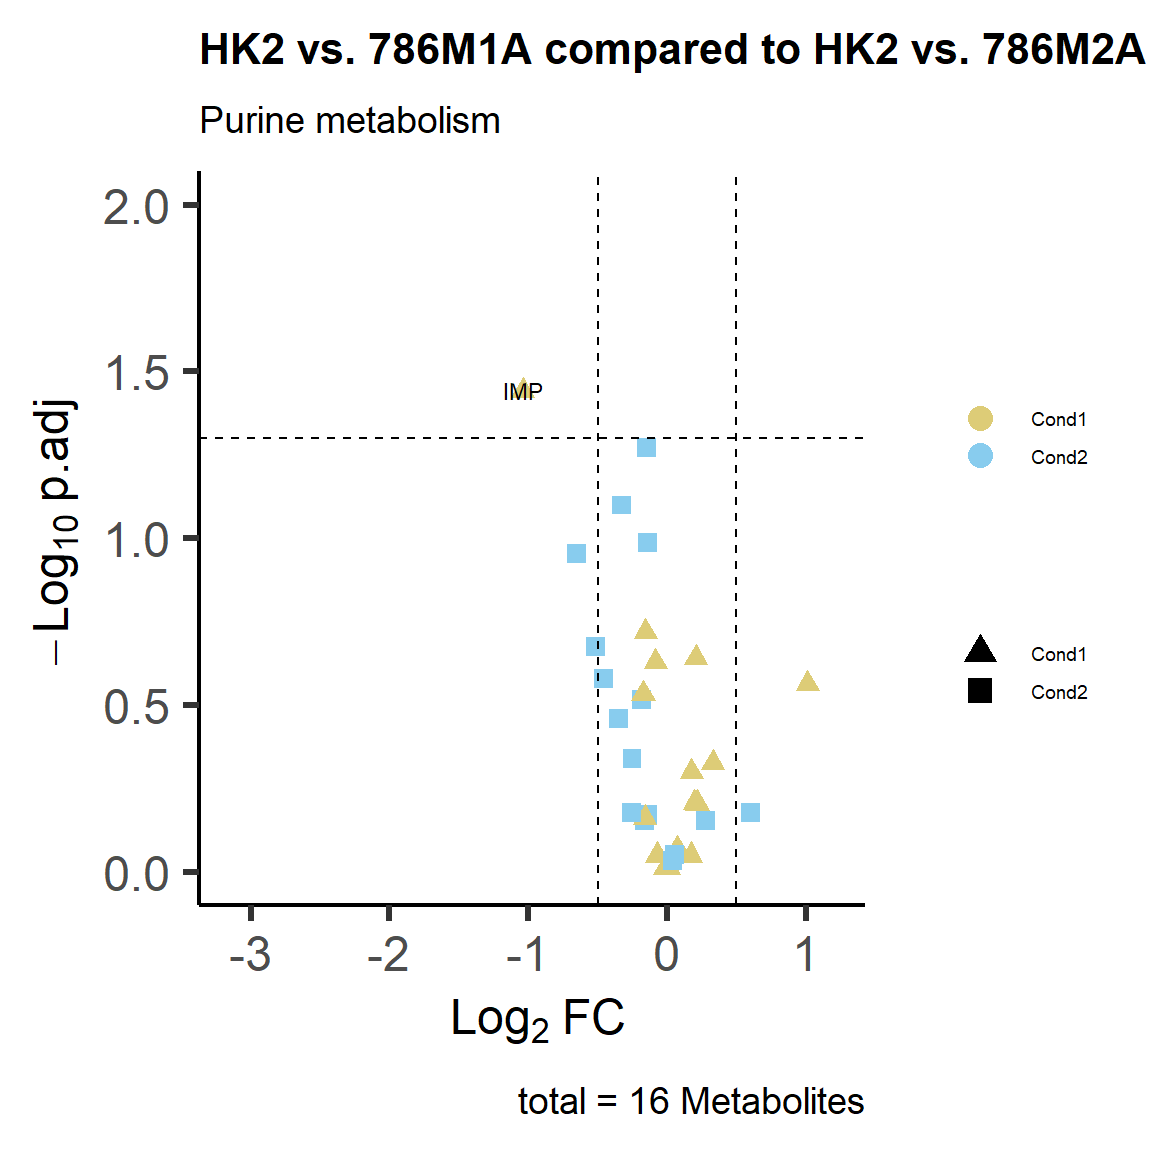 HK2 vs. 786M1A compared to HK2 vs. 786M2A
Purine metabolism
−Log10 p.adj
2.0
1.5
1.0
0.5
0.0
IMP
-3 -2 -1 0 1
Log2 FC
Cond1
Cond2
Cond1
Cond2
total = 16 Metabolites